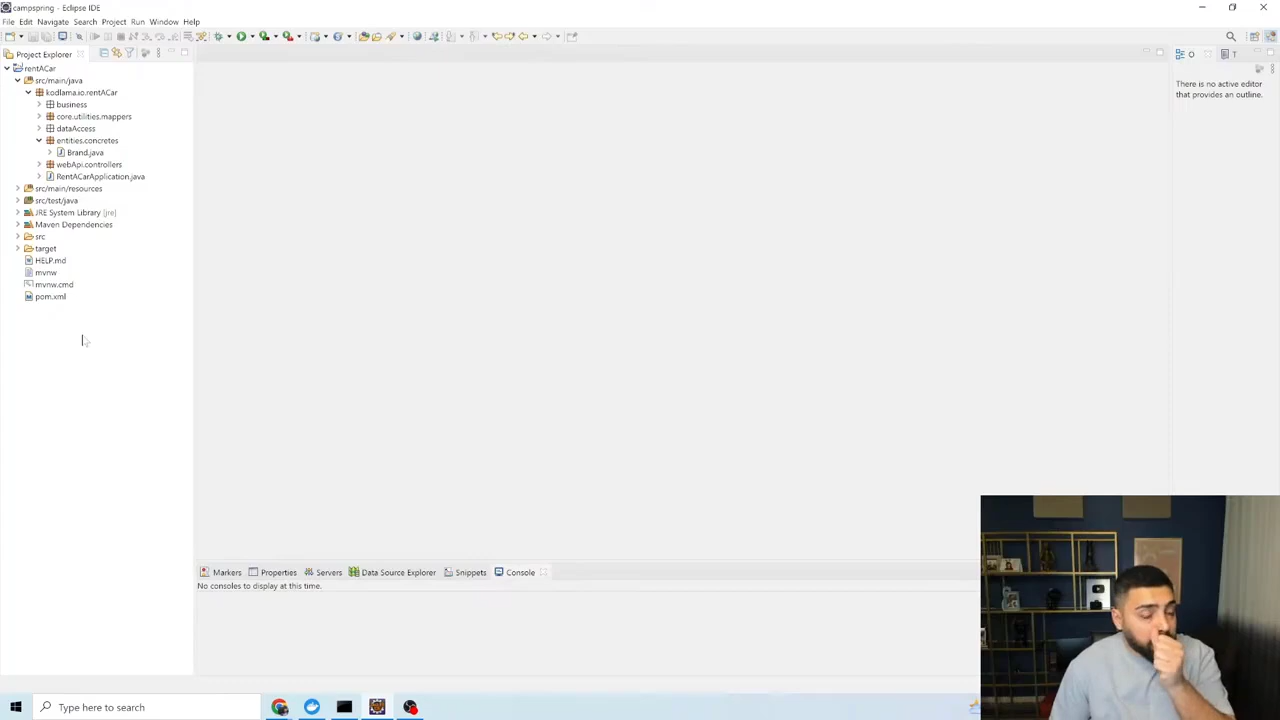 campspring - Eclipse IDE
File Edit Navigate Search Project Run Window Help
Project Explorer
rentACar
src/main/java
kodlama.io.rentACar
business
core.utilities.mappers
dataAccess
entities.concretes
Brand.java
webApi.controllers
RentACarApplication.java
src/main/resources
src/test/java
JRE System Library [jre]
Maven Dependencies
src
target
HELP.md
mvnw
mvnw.cmd
pom.xml
O T
There is no active editor
that provides an outline.
Markers Properties Servers Data Source Explorer Snippets Console
No consoles to display at this time.
Type here to search